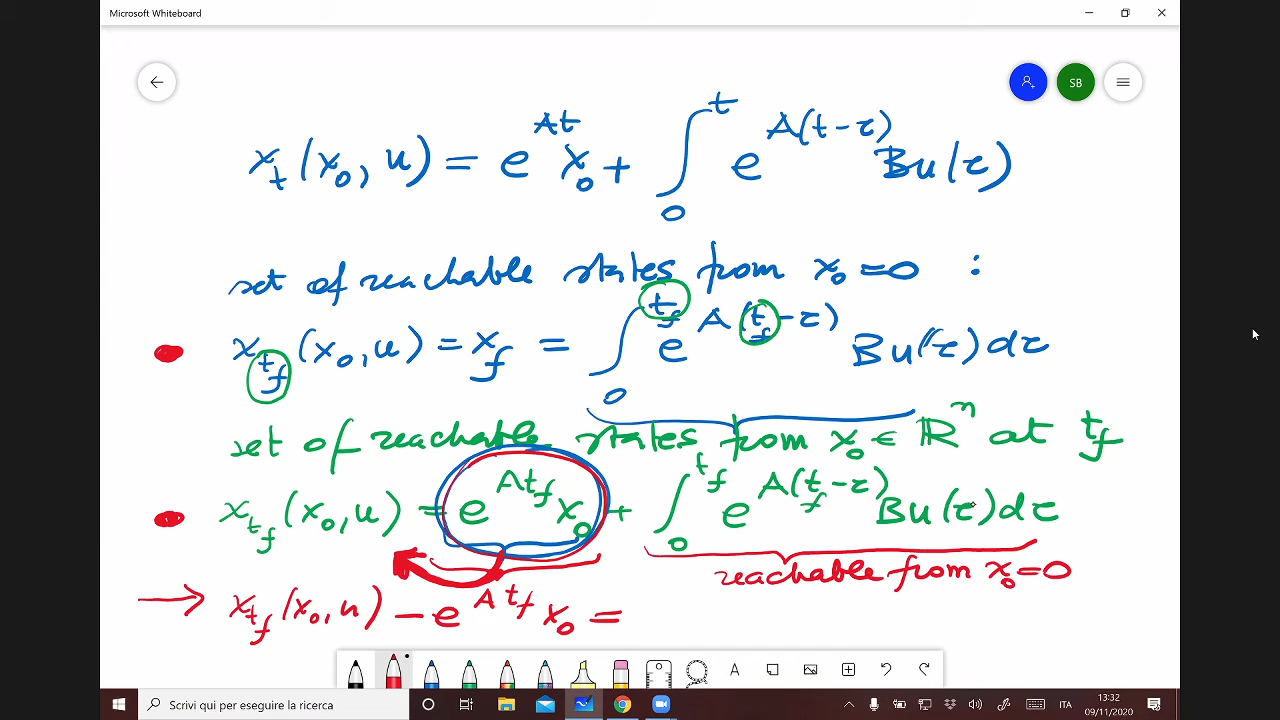 Microsoft Whiteboard
SB
x_t(x_0, u) = e^{At} x_0 + ∫_0^t e^{A(t-τ)} Bu(τ)
set of reachable states from x_0 = 0 :
x_{t_f}(x_0, u) = x_f = ∫_0^{t_f} e^{A(t_f-τ)} Bu(τ)dτ
set of reachable states from x_0 ∈ ℝ^n at t_f
x_{t_f}(x_0, u) = e^{At_f} x_0 + ∫_0^{t_f} e^{A(t_f-τ)} Bu(τ)dτ
reachable from x_0 = 0
→ x_{t_f}(x_0, u) - e^{At_f} x_0 =
A
Scrivi qui per eseguire la ricerca
ITA
13:32
09/11/2020